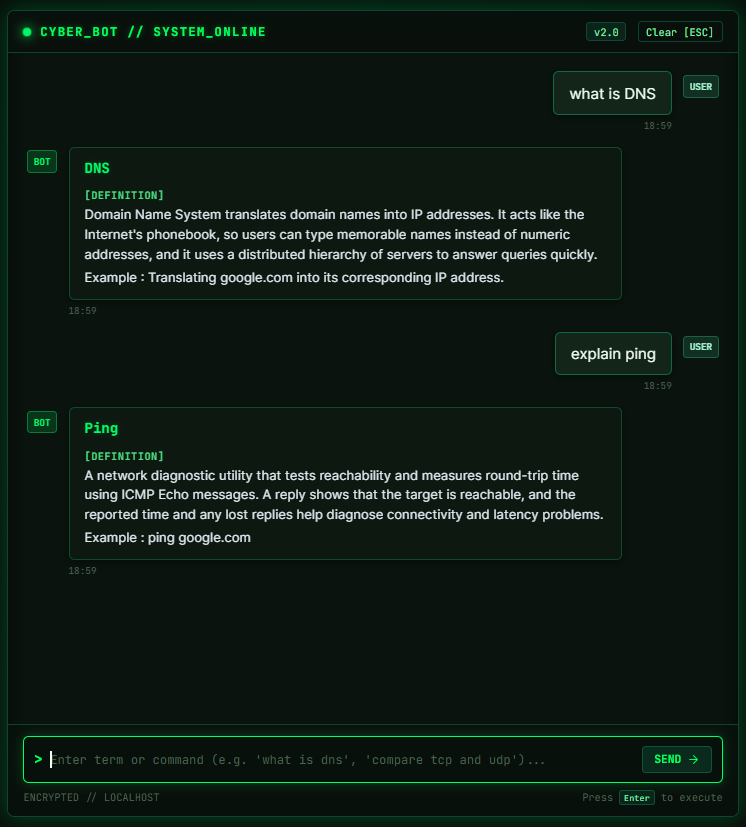 CYBER_BOT // SYSTEM_ONLINE
v2.0
Clear [ESC]
what is DNS
USER
18:59
BOT
DNS
[DEFINITION]
Domain Name System translates domain names into IP addresses. It acts like the
Internet's phonebook, so users can type memorable names instead of numeric
addresses, and it uses a distributed hierarchy of servers to answer queries quickly.
Example : Translating google.com into its corresponding IP address.
18:59
explain ping
USER
18:59
BOT
Ping
[DEFINITION]
A network diagnostic utility that tests reachability and measures round-trip time
using ICMP Echo messages. A reply shows that the target is reachable, and the
reported time and any lost replies help diagnose connectivity and latency problems.
Example : ping google.com
18:59
> Enter term or command (e.g. 'what is dns', 'compare tcp and udp')...
SEND →
ENCRYPTED // LOCALHOST
Press Enter to execute